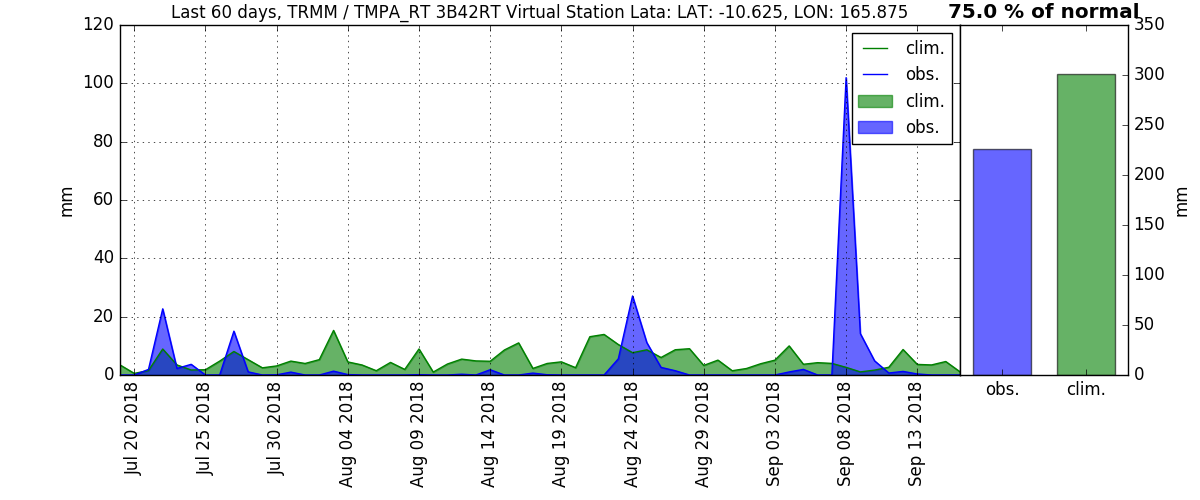 Last 60 days, TRMM / TMPA_RT 3B42RT Virtual Station Lata: LAT: -10.625, LON: 165.875
75.0 % of normal
120
100
80
60
40
20
0
mm
clim.
obs.
clim.
obs.
Jul 20 2018
Jul 25 2018
Jul 30 2018
Aug 04 2018
Aug 09 2018
Aug 14 2018
Aug 19 2018
Aug 24 2018
Aug 29 2018
Sep 03 2018
Sep 08 2018
Sep 13 2018
350
300
250
200
150
100
50
0
mm
obs.
clim.